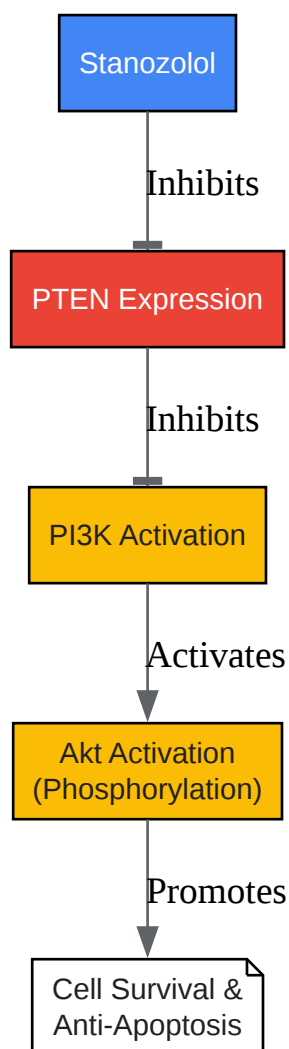 Stanozolol
Inhibits
PTEN Expression
Inhibits
PI3K Activation
Activates
Akt Activation
(Phosphorylation)
Promotes
Cell Survival &
Anti-Apoptosis